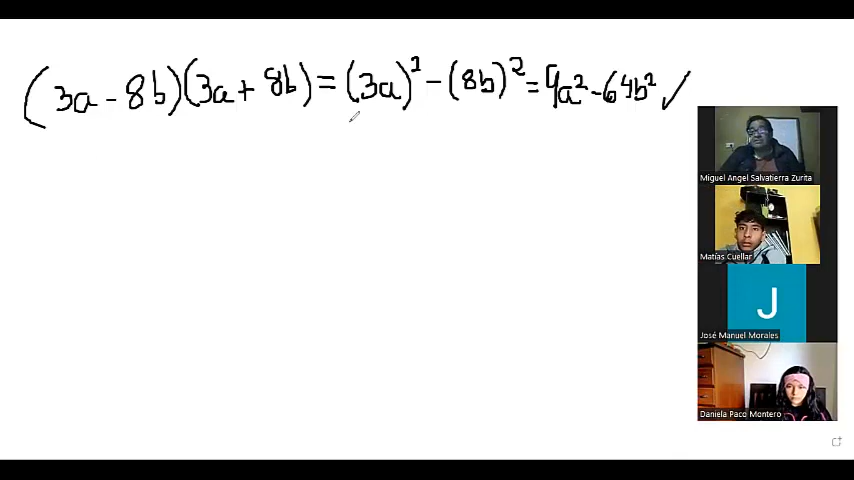 (3a - 8b)(3a + 8b) = (3a)² - (8b)² = 9a² - 64b² ✓
Miguel Angel Salvatierra Zurita
Matías Cuellar
J
José Manuel Morales
Daniela Paco Montero